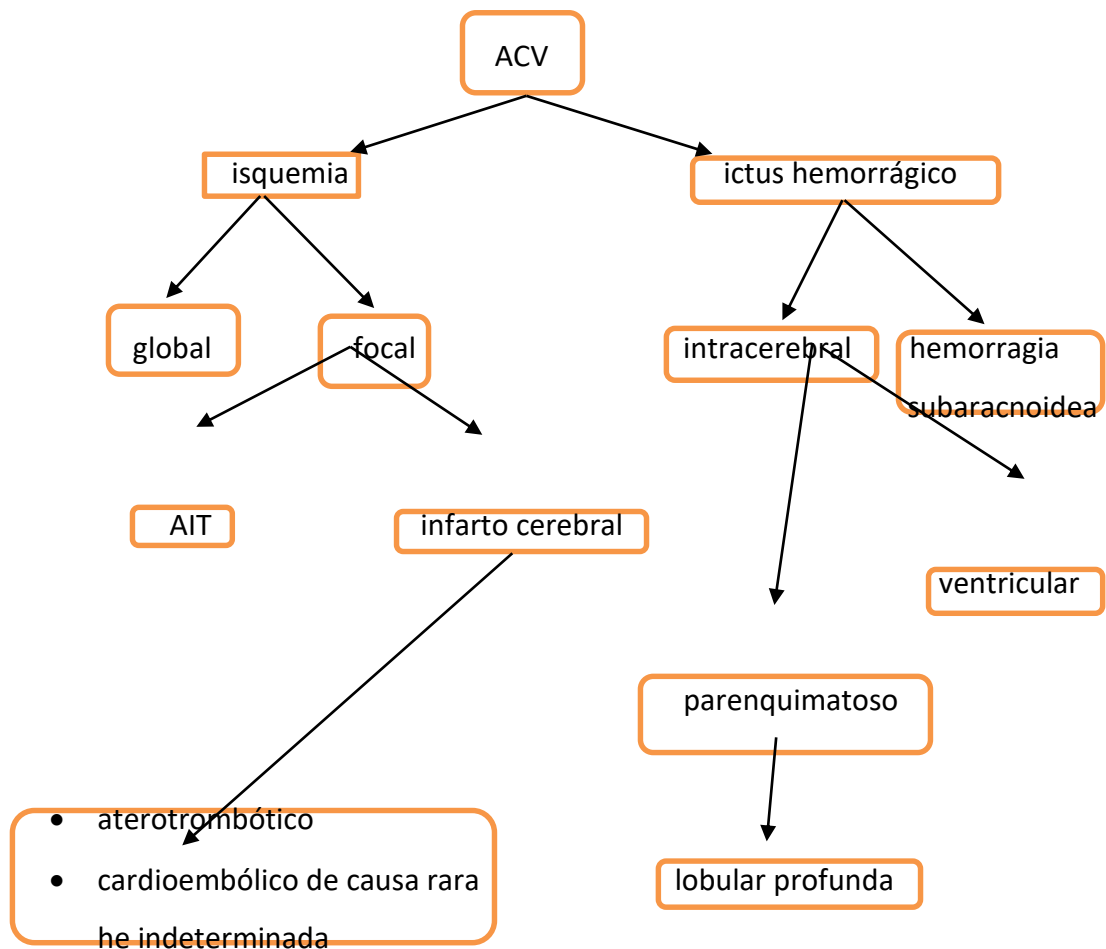 ACV
isquemia
ictus hemorrágico
global
focal
intracerebral
hemorragia
subaracnoidea
AIT
infarto cerebral
ventricular
parenquimatoso
• aterotrombótico
• cardioembólico de causa rara
he indeterminada
lobular profunda